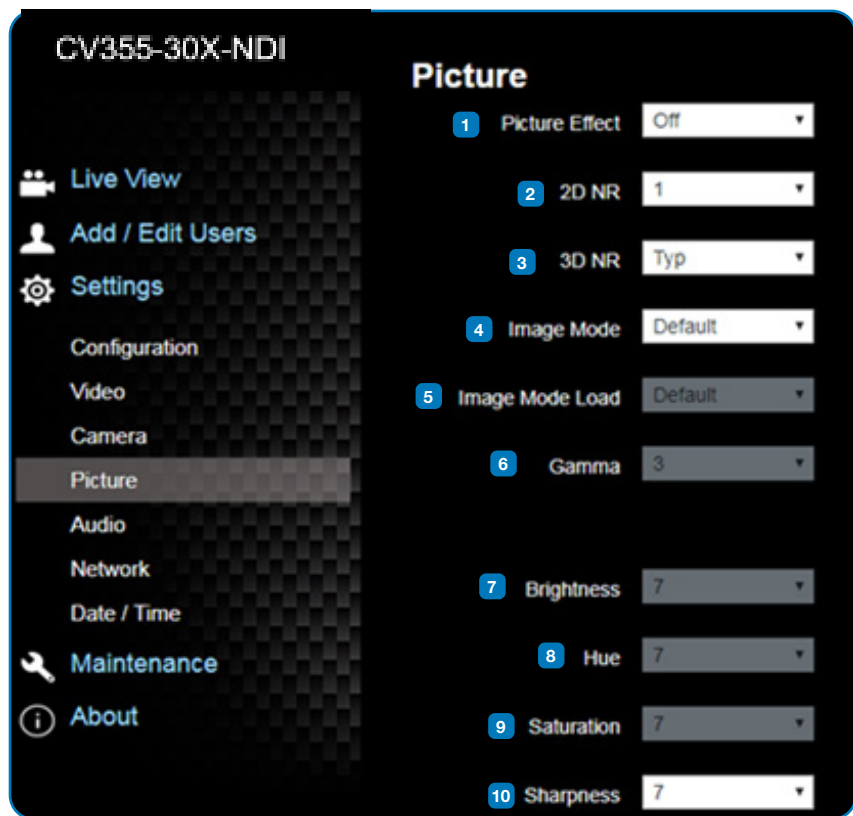 CV355-30X-NDI
Live View
Add / Edit Users
Settings
Configuration
Video
Camera
Picture
Audio
Network
Date / Time
Maintenance
About
Picture
1 Picture Effect Off
2 2D NR 1
3 3D NR Typ
4 Image Mode Default
5 Image Mode Load Default
6 Gamma 3
7 Brightness 7
8 Hue 7
9 Saturation 7
10 Sharpness 7